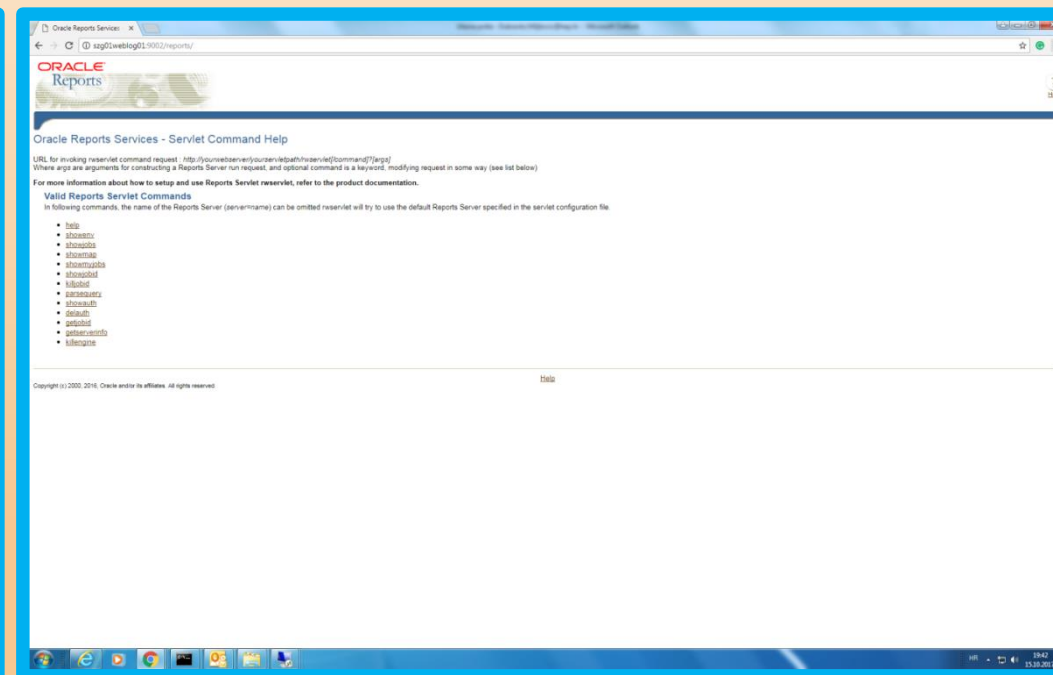 Oracle Reports Services
szg01weblog01:9002/reports/
ORACLE
Reports
Oracle Reports Services - Servlet Command Help
URL for invoking rwservlet command request : http://yourwebserver/yourservletpath/rwservlet[/command]?[args]
Where args are arguments for constructing a Reports Server run request, and optional command is a keyword, modifying request in some way (see list below)
For more information about how to setup and use Reports Servlet rwservlet, refer to the product documentation.
Valid Reports Servlet Commands
In following commands, the name of the Reports Server (server=name) can be omitted rwservlet will try to use the default Reports Server specified in the servlet configuration file.
help
showenv
showjobs
showmap
showmyjobs
showjobid
killjobid
parsequery
showauth
delauth
getjobid
getserverinfo
killengine
Help
Copyright (c) 2000, 2016, Oracle and/or its affiliates. All rights reserved.
HR
19:42
15.10.2017